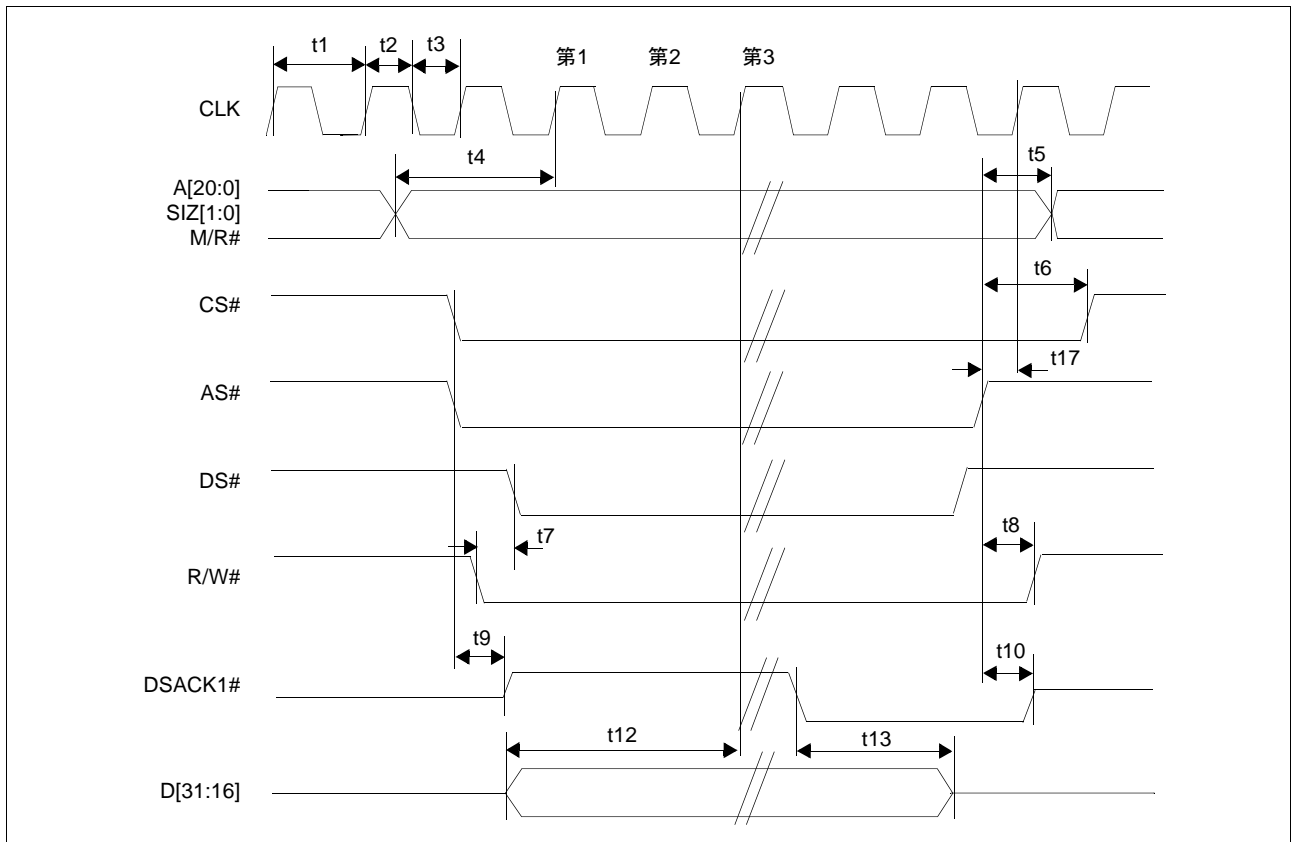 t1 t2 t3 第1 第2 第3
CLK
t4 t5
A[20:0]
SIZ[1:0]
M/R#
t6
CS#
t17
AS#
DS#
t7 t8
R/W#
t9 t10
DSACK1#
t12 t13
D[31:16]